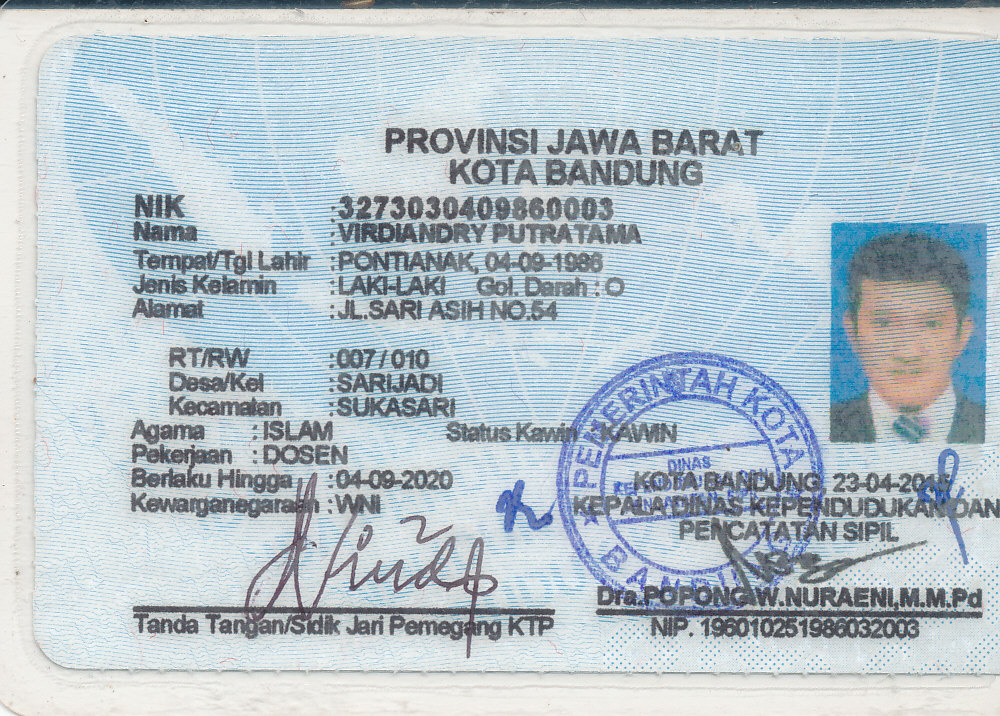 PROVINSI JAWA BARAT
KOTA BANDUNG
NIK :3273030409860003
Nama :VIRDIANDRY PUTRATAMA
Tempat/Tgl Lahir :PONTIANAK, 04-09-1986
Jenis Kelamin :LAKI-LAKI Gol. Darah : O
Alamat :JL.SARI ASIH NO.54
RT/RW :007 / 010
Desa/Kel :SARIJADI
Kecamatan :SUKASARI
Agama :ISLAM Status Kawin :KAWIN
Pekerjaan :DOSEN
Berlaku Hingga :04-09-2020
Kewarganegaraan :WNI
KOTA BANDUNG, 23-04-
KEPALA DINAS KEPENDUDUKAN DAN
PENCATATAN SIPIL
PEMERINTAH KOTA
DINAS
BANDUNG
Dra.POPONG W.NURAENI,M.M.Pd
NIP. 196010251986032003
Tanda Tangan/Sidik Jari Pemegang KTP